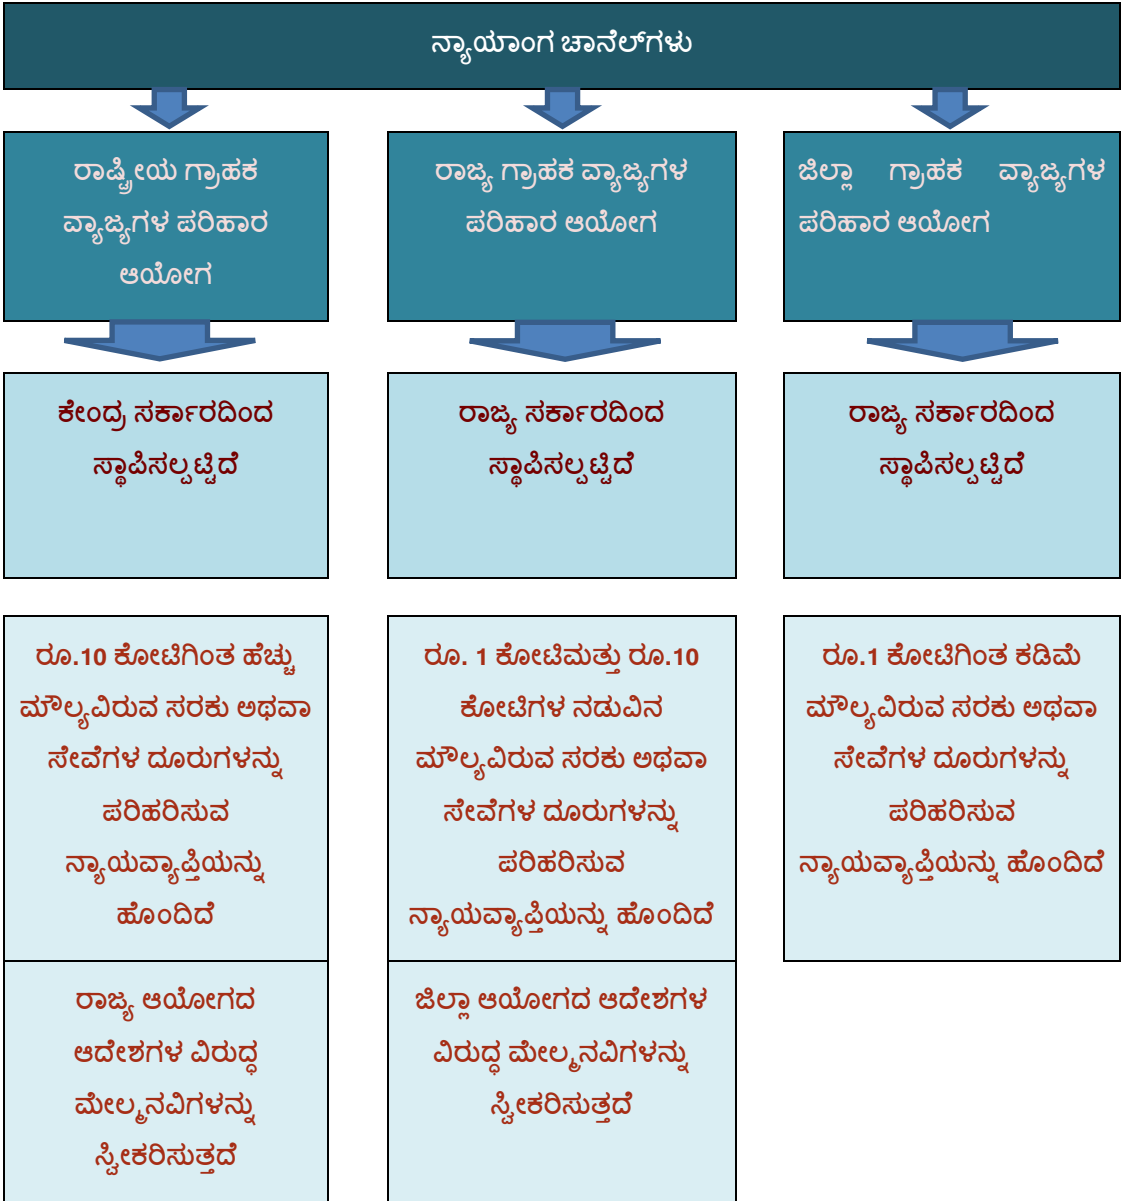 ನ್ಯಾಯಾಂಗ ಚಾನೆಲ್‌ಗಳು
ರಾಷ್ಟ್ರೀಯ ಗ್ರಾಹಕ
ವ್ಯಾಜ್ಯಗಳ ಪರಿಹಾರ
ಆಯೋಗ
ರಾಜ್ಯ ಗ್ರಾಹಕ ವ್ಯಾಜ್ಯಗಳ
ಪರಿಹಾರ ಆಯೋಗ
ಜಿಲ್ಲಾ ಗ್ರಾಹಕ ವ್ಯಾಜ್ಯಗಳ
ಪರಿಹಾರ ಆಯೋಗ
ಕೇಂದ್ರ ಸರ್ಕಾರದಿಂದ
ಸ್ಥಾಪಿಸಲ್ಪಟ್ಟಿದೆ
ರಾಜ್ಯ ಸರ್ಕಾರದಿಂದ
ಸ್ಥಾಪಿಸಲ್ಪಟ್ಟಿದೆ
ರಾಜ್ಯ ಸರ್ಕಾರದಿಂದ
ಸ್ಥಾಪಿಸಲ್ಪಟ್ಟಿದೆ
ರೂ.10 ಕೋಟಿಗಿಂತ ಹೆಚ್ಚು
ಮೌಲ್ಯವಿರುವ ಸರಕು ಅಥವಾ
ಸೇವೆಗಳ ದೂರುಗಳನ್ನು
ಪರಿಹರಿಸುವ
ನ್ಯಾಯವ್ಯಾಪ್ತಿಯನ್ನು
ಹೊಂದಿದೆ
ರೂ. 1 ಕೋಟಿಮತ್ತು ರೂ.10
ಕೋಟಿಗಳ ನಡುವಿನ
ಮೌಲ್ಯವಿರುವ ಸರಕು ಅಥವಾ
ಸೇವೆಗಳ ದೂರುಗಳನ್ನು
ಪರಿಹರಿಸುವ
ನ್ಯಾಯವ್ಯಾಪ್ತಿಯನ್ನು ಹೊಂದಿದೆ
ರೂ.1 ಕೋಟಿಗಿಂತ ಕಡಿಮೆ
ಮೌಲ್ಯವಿರುವ ಸರಕು ಅಥವಾ
ಸೇವೆಗಳ ದೂರುಗಳನ್ನು
ಪರಿಹರಿಸುವ
ನ್ಯಾಯವ್ಯಾಪ್ತಿಯನ್ನು ಹೊಂದಿದೆ
ರಾಜ್ಯ ಆಯೋಗದ
ಆದೇಶಗಳ ವಿರುದ್ಧ
ಮೇಲ್ಮನವಿಗಳನ್ನು
ಸ್ವೀಕರಿಸುತ್ತದೆ
ಜಿಲ್ಲಾ ಆಯೋಗದ ಆದೇಶಗಳ
ವಿರುದ್ಧ ಮೇಲ್ಮನವಿಗಳನ್ನು
ಸ್ವೀಕರಿಸುತ್ತದೆ